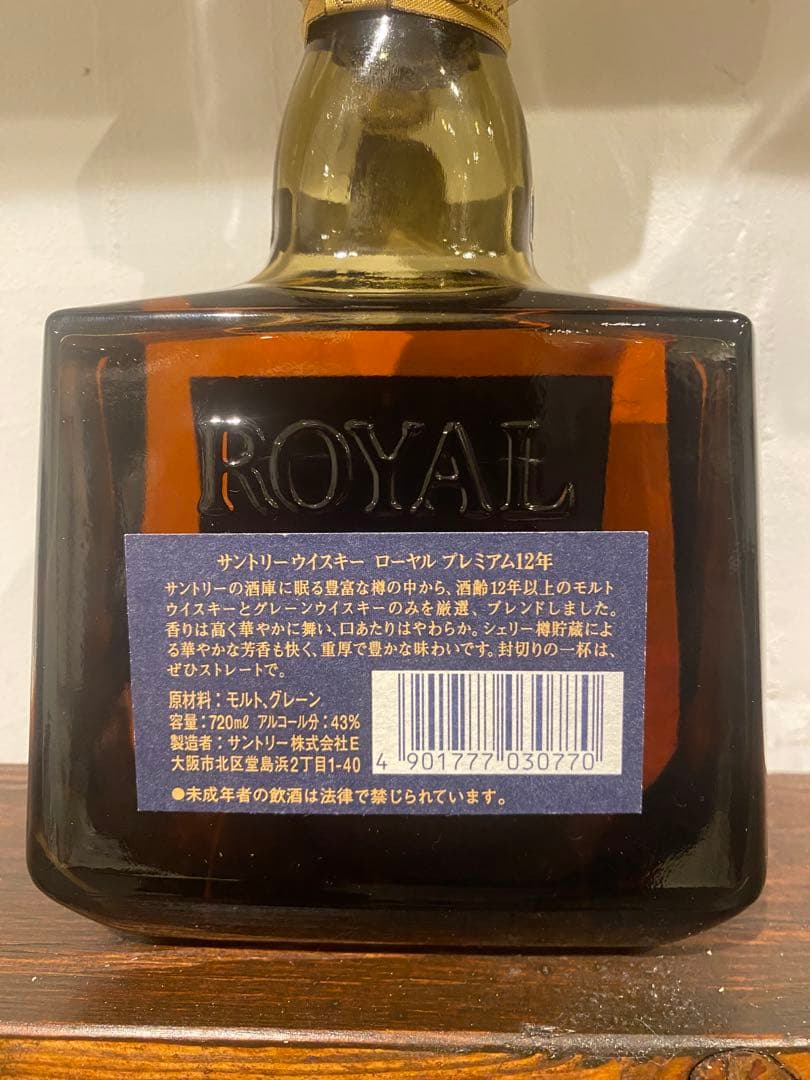 ROYAL
サントリーウイスキー ローヤル プレミアム12年
サントリーの酒庫に眠る豊富な樽の中から、酒齢12年以上のモルト
ウイスキーとグレーンウイスキーのみを厳選、ブレンドしました。
香りは高く華やかに舞い、口あたりはやわらか。シェリー樽貯蔵によ
る華やかな芳香も快く、重厚で豊かな味わいです。封切りの一杯は、
ぜひストレートで。
原材料：モルト、グレーン
容量：720mℓ アルコール分：43%
製造者：サントリー株式会社E
大阪市北区堂島浜2丁目1-40
4 901777 030770
●未成年者の飲酒は法律で禁じられています。